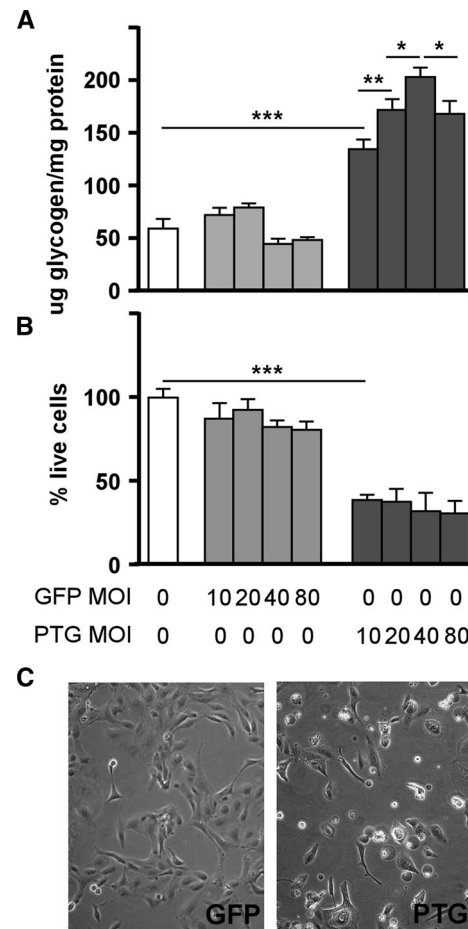 A
ug glycogen/mg protein
200
150
100
50
0
***
**
*
*
B
% live cells
100
50
0
***
GFP MOI 0 10 20 40 80 0 0 0 0
PTG MOI 0 0 0 0 0 10 20 40 80
C
GFP
PTG